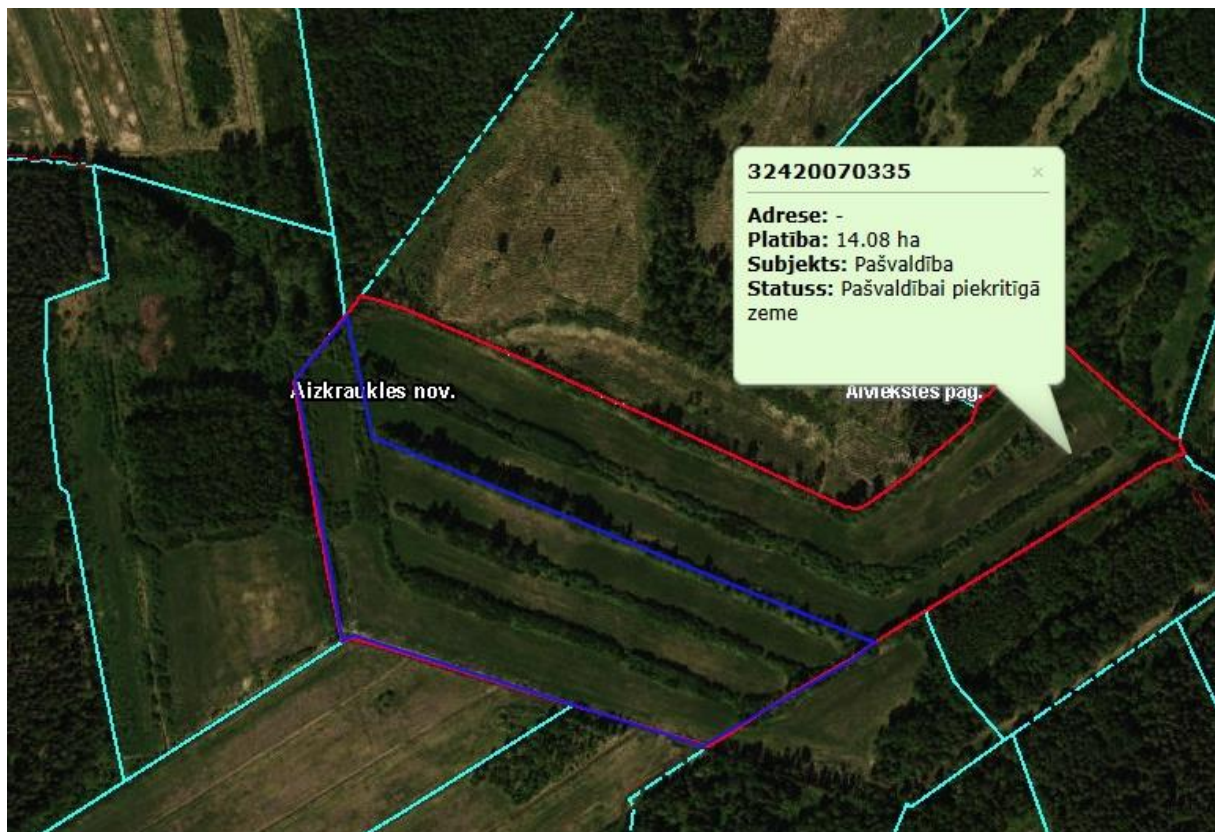 32420070335 ×
Adrese: -
Platība: 14.08 ha
Subjekts: Pašvaldība
Statuss: Pašvaldībai piekritīgā
zeme
Aizkraukles nov.
Aiviekstes pag.